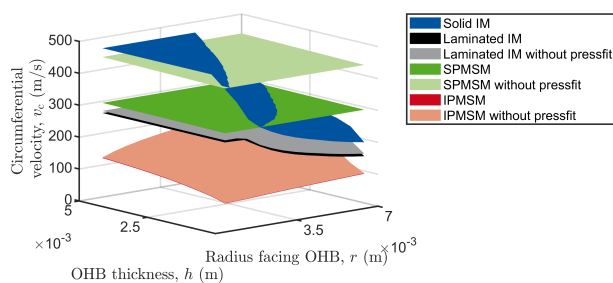 Circumferential
velocity, v_c (m/s)
500
400
300
200
100
0
5
2.5
×10⁻³
OHB thickness, h (m)
3.5
7
×10⁻³
Radius facing OHB, r (m)
Solid IM
Laminated IM
Laminated IM without pressfit
SPMSM
SPMSM without pressfit
IPMSM
IPMSM without pressfit